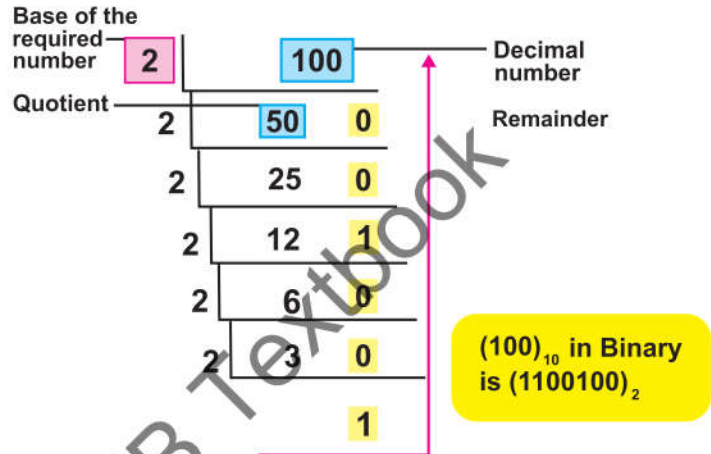 Base of the
required
number
2 100
Decimal
number
Quotient
2 50 0
Remainder
2 25 0
2 12 1
2 6 0
2 3 0
1
(100)₁₀ in Binary
is (1100100)₂
B Textbook